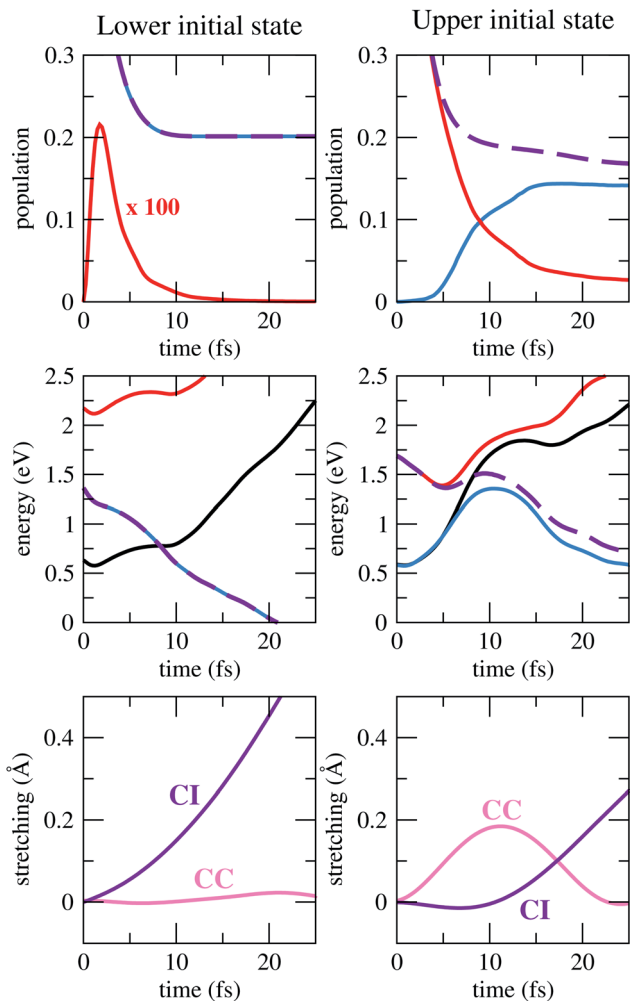 Lower initial state
Upper initial state
0.3
0.2
0.1
0
population
x 100
0
10
20
time (fs)
population
0.3
0.2
0.1
0
0
10
20
time (fs)
2.5
2
1.5
1
0.5
0
energy (eV)
0
10
20
time (fs)
2.5
2
1.5
1
0.5
0
energy (eV)
0
10
20
time (fs)
0.4
0.2
0
stretching (Å)
CI
CC
0
10
20
time (fs)
0.4
0.2
0
stretching (Å)
CC
CI
0
10
20
time (fs)